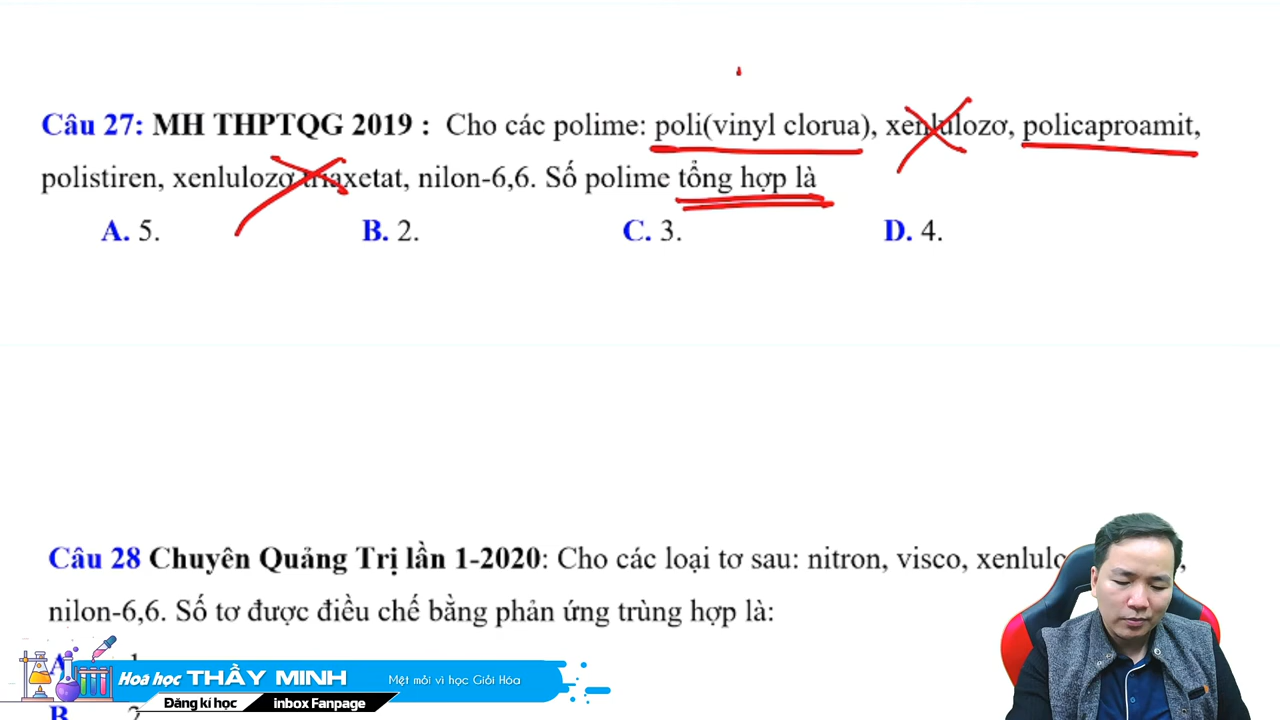 Câu 27: MH THPTQG 2019 : Cho các polime: poli(vinyl clorua), xenlulozơ, policaproamit,
polistiren, xenlulozơ triaxetat, nilon-6,6. Số polime tổng hợp là
A. 5. B. 2. C. 3. D. 4.
Câu 28 Chuyên Quảng Trị lần 1-2020: Cho các loại tơ sau: nitron, visco,
nilon-6,6. Số tơ được điều chế bằng phản ứng trùng hợp là:
Hoá học THẦY MINH
Mệt mỏi vì học Giỏi Hóa
Đăng kí học inbox Fanpage